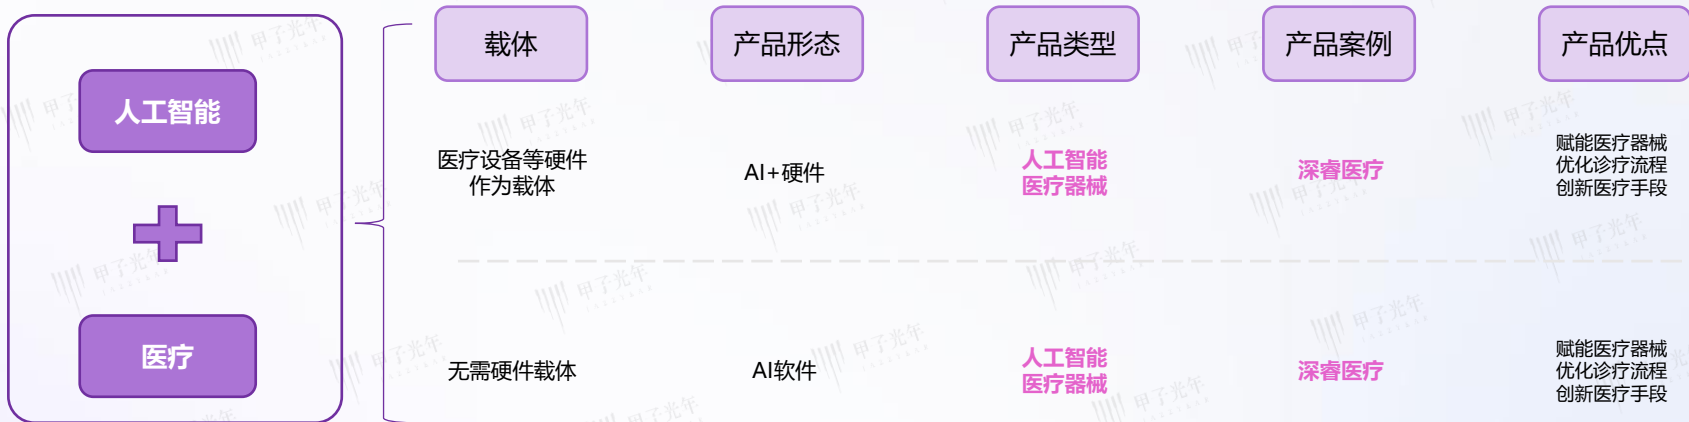 人工智能
医疗
载体
产品形态
产品类型
产品案例
产品优点
医疗设备等硬件
作为载体
AI+硬件
人工智能
医疗器械
深睿医疗
赋能医疗器械
优化诊疗流程
创新医疗手段
无需硬件载体
AI软件
人工智能
医疗器械
深睿医疗
赋能医疗器械
优化诊疗流程
创新医疗手段
甲子光年